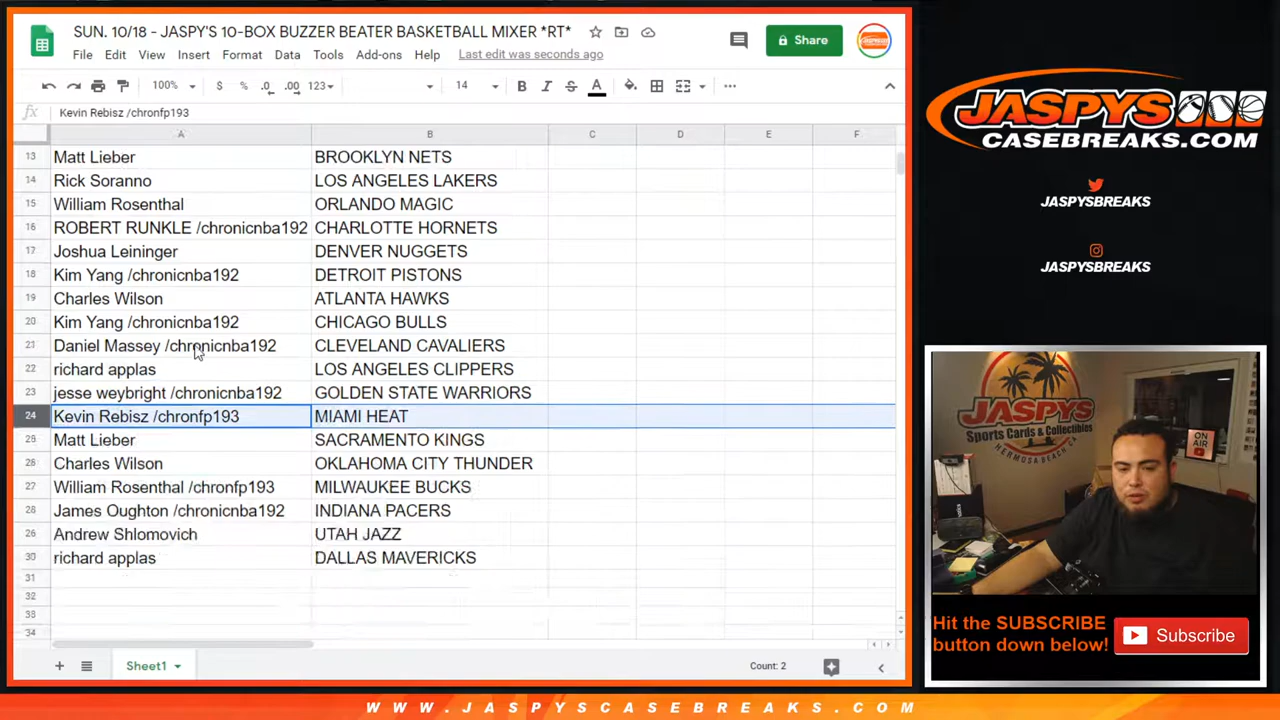 SUN. 10/18 - JASPY'S 10-BOX BUZZER BEATER BASKETBALL MIXER *RT*
File Edit View Insert Format Data Tools Add-ons Help Last edit was seconds ago
Share
100% $ % .0 .00 123 14 B I S A
fx Kevin Rebisz /chronfp193
A B C D E F
13 Matt Lieber BROOKLYN NETS
14 Rick Soranno LOS ANGELES LAKERS
15 William Rosenthal ORLANDO MAGIC
16 ROBERT RUNKLE /chronicnba192 CHARLOTTE HORNETS
17 Joshua Leininger DENVER NUGGETS
18 Kim Yang /chronicnba192 DETROIT PISTONS
19 Charles Wilson ATLANTA HAWKS
20 Kim Yang /chronicnba192 CHICAGO BULLS
21 Daniel Massey /chronicnba192 CLEVELAND CAVALIERS
22 richard applas LOS ANGELES CLIPPERS
23 jesse weybright /chronicnba192 GOLDEN STATE WARRIORS
24 Kevin Rebisz /chronfp193 MIAMI HEAT
Matt Lieber SACRAMENTO KINGS
Charles Wilson OKLAHOMA CITY THUNDER
27 William Rosenthal /chronfp193 MILWAUKEE BUCKS
James Oughton /chronicnba192 INDIANA PACERS
Andrew Shlomovich UTAH JAZZ
30 richard applas DALLAS MAVERICKS
31
32
33
34
Sheet1
Count: 2
JASPYS
CASEBREAKS.COM
JASPYSBREAKS
JASPYSBREAKS
JASPYS
Sports Cards & Collectibles
HERMOSA BEACH CA
ON AIR
Hit the SUBSCRIBE
button down below!
Subscribe
WWW.JASPYSCASEBREAKS.COM